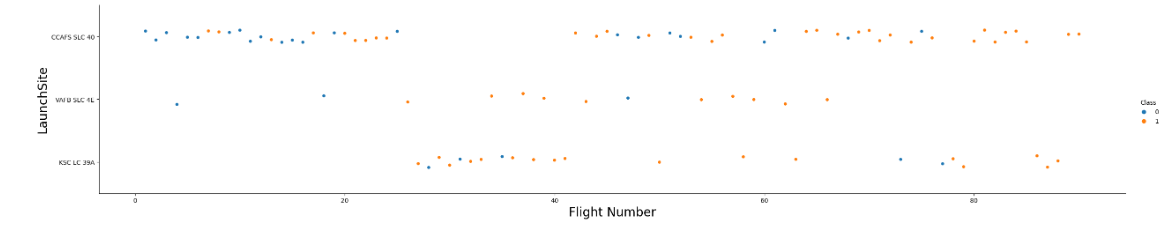 CCAFS SLC 40
VAFB SLC 4E
KSC LC 39A
LaunchSite
0 20 40 60 80
Flight Number
Class
0
1